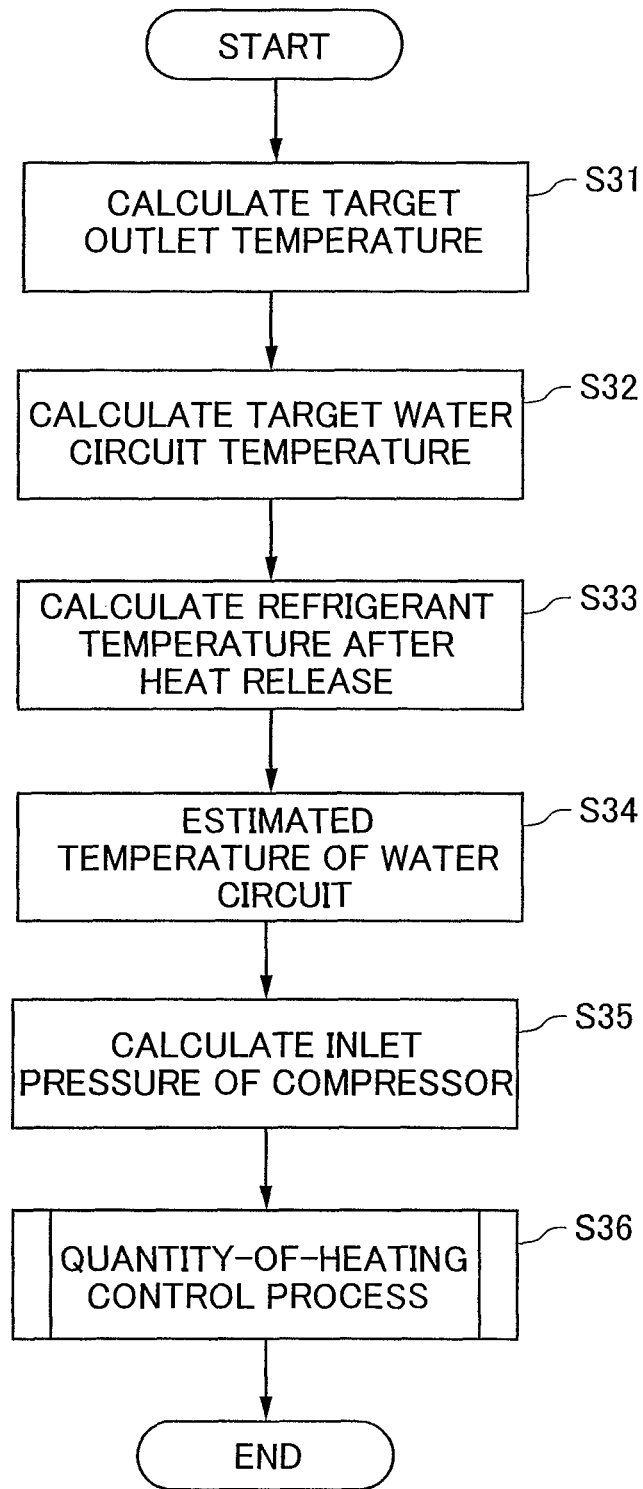 START
S31
CALCULATE TARGET
OUTLET TEMPERATURE
S32
CALCULATE TARGET WATER
CIRCUIT TEMPERATURE
S33
CALCULATE REFRIGERANT
TEMPERATURE AFTER
HEAT RELEASE
S34
ESTIMATED
TEMPERATURE OF WATER
CIRCUIT
S35
CALCULATE INLET
PRESSURE OF COMPRESSOR
S36
QUANTITY-OF-HEATING
CONTROL PROCESS
END